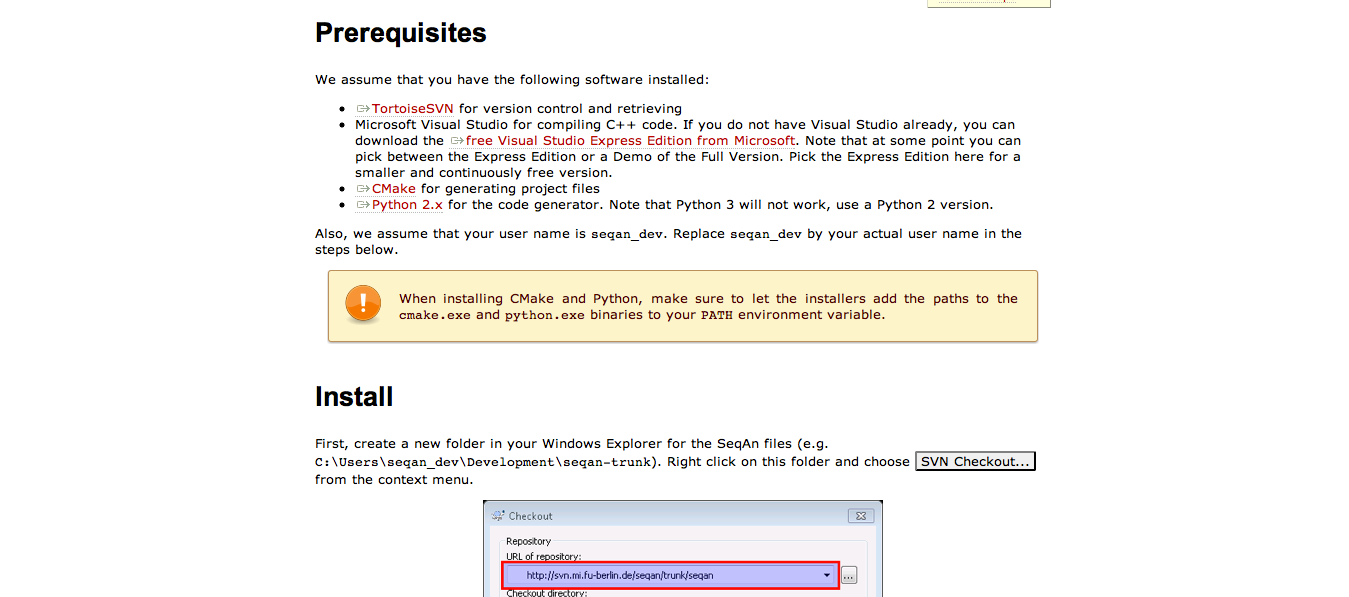 Prerequisites
We assume that you have the following software installed:
TortoiseSVN for version control and retrieving
Microsoft Visual Studio for compiling C++ code. If you do not have Visual Studio already, you can
download the free Visual Studio Express Edition from Microsoft. Note that at some point you can
pick between the Express Edition or a Demo of the Full Version. Pick the Express Edition here for a
smaller and continuously free version.
CMake for generating project files
Python 2.x for the code generator. Note that Python 3 will not work, use a Python 2 version.
Also, we assume that your user name is seqan_dev. Replace seqan_dev by your actual user name in the
steps below.
When installing CMake and Python, make sure to let the installers add the paths to the
cmake.exe and python.exe binaries to your PATH environment variable.
Install
First, create a new folder in your Windows Explorer for the SeqAn files (e.g.
C:\Users\seqan_dev\Development\seqan-trunk). Right click on this folder and choose SVN Checkout...
from the context menu.
Checkout
Repository
URL of repository:
http://svn.mi.fu-berlin.de/seqan/trunk/seqan
...
Checkout directory: